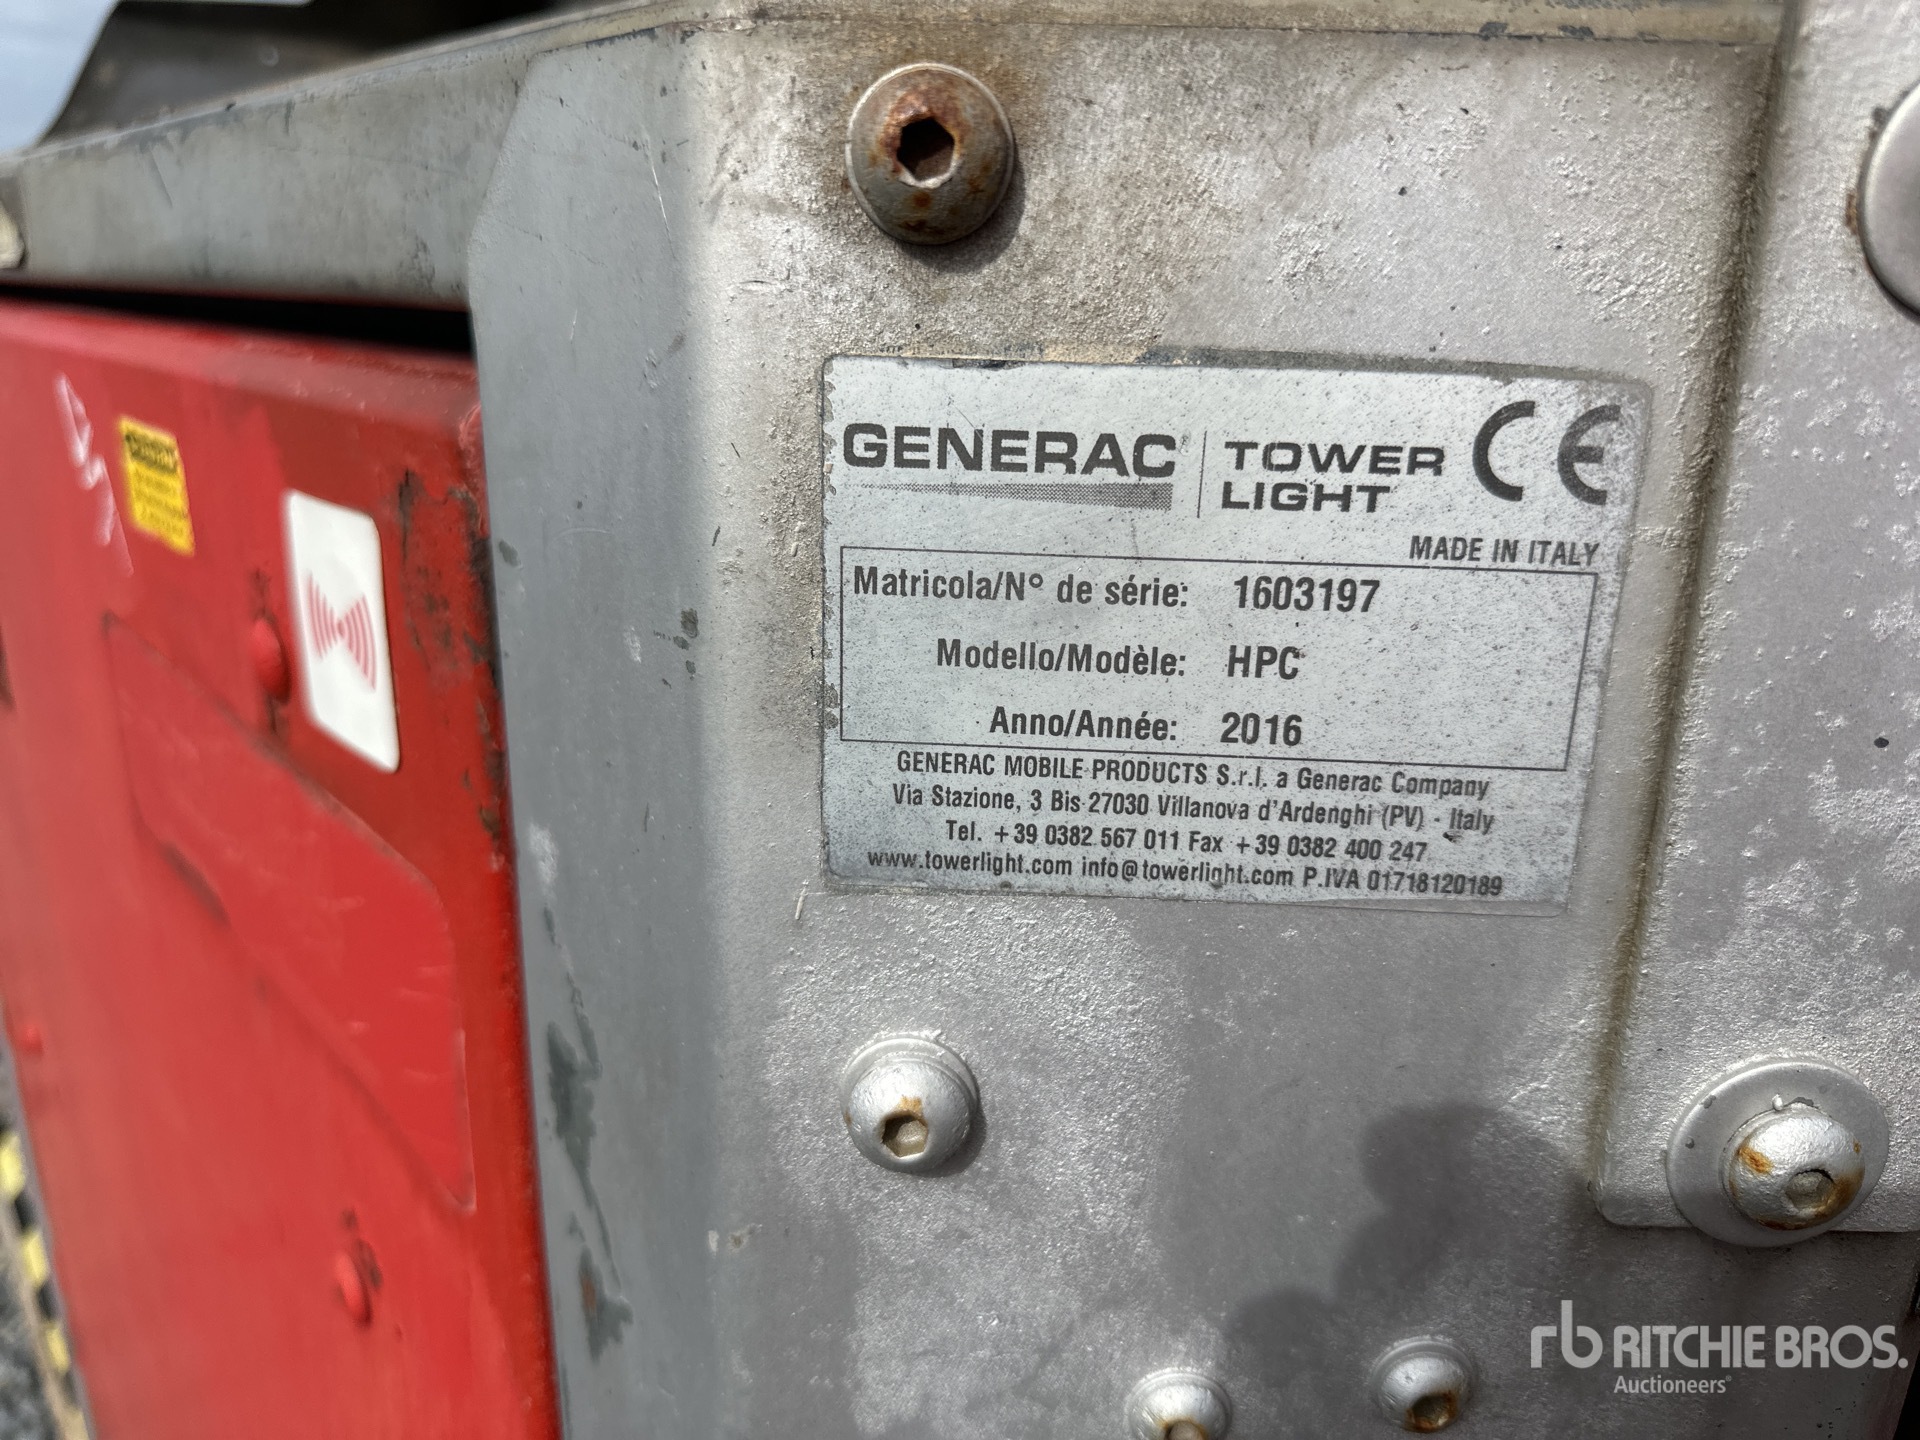 GENERAC
TOWER
LIGHT
CE
MADE IN ITALY
Matricola/N° de série: 1603197
Modello/Modèle: HPC
Anno/Année: 2016
GENERAC MOBILE PRODUCTS S.r.l. a Generac Company
Via Stazione, 3 Bis 27030 Villanova d'Ardenghi (PV) - Italy
Tel. +39 0382 567 011 Fax +39 0382 400 247
www.towerlight.com info@towerlight.com P.IVA 01718120189
rb RITCHIE BROS.
Auctioneers